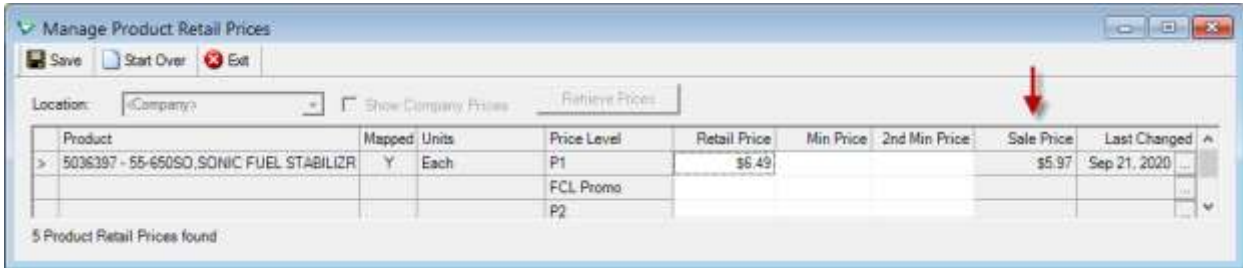 Manage Product Retail Prices
Save Start Over Exit
Location: <Company> Show Company Prices Retrieve Prices
Product Mapped Units Price Level Retail Price Min Price 2nd Min Price Sale Price Last Changed
> 5036397 - 55-650SO,SONIC FUEL STABILIZR Y Each P1 $6.49 $5.97 Sep 21, 2020 ...
FCL Promo ...
P2 ...
5 Product Retail Prices found